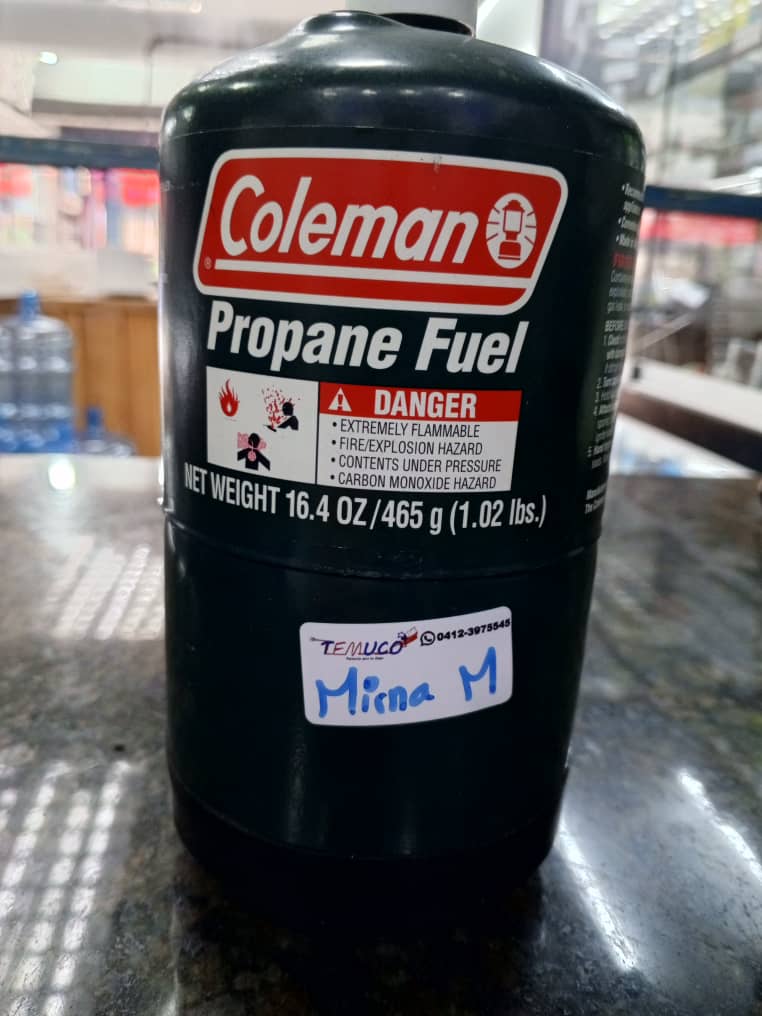 Coleman
®
Propane Fuel
DANGER
• EXTREMELY FLAMMABLE
• FIRE/EXPLOSION HAZARD
• CONTENTS UNDER PRESSURE
• CARBON MONOXIDE HAZARD
NET WEIGHT 16.4 OZ/465 g (1.02 lbs.)
TEMUCO 0412-3975545
Mirna M
BEFORE